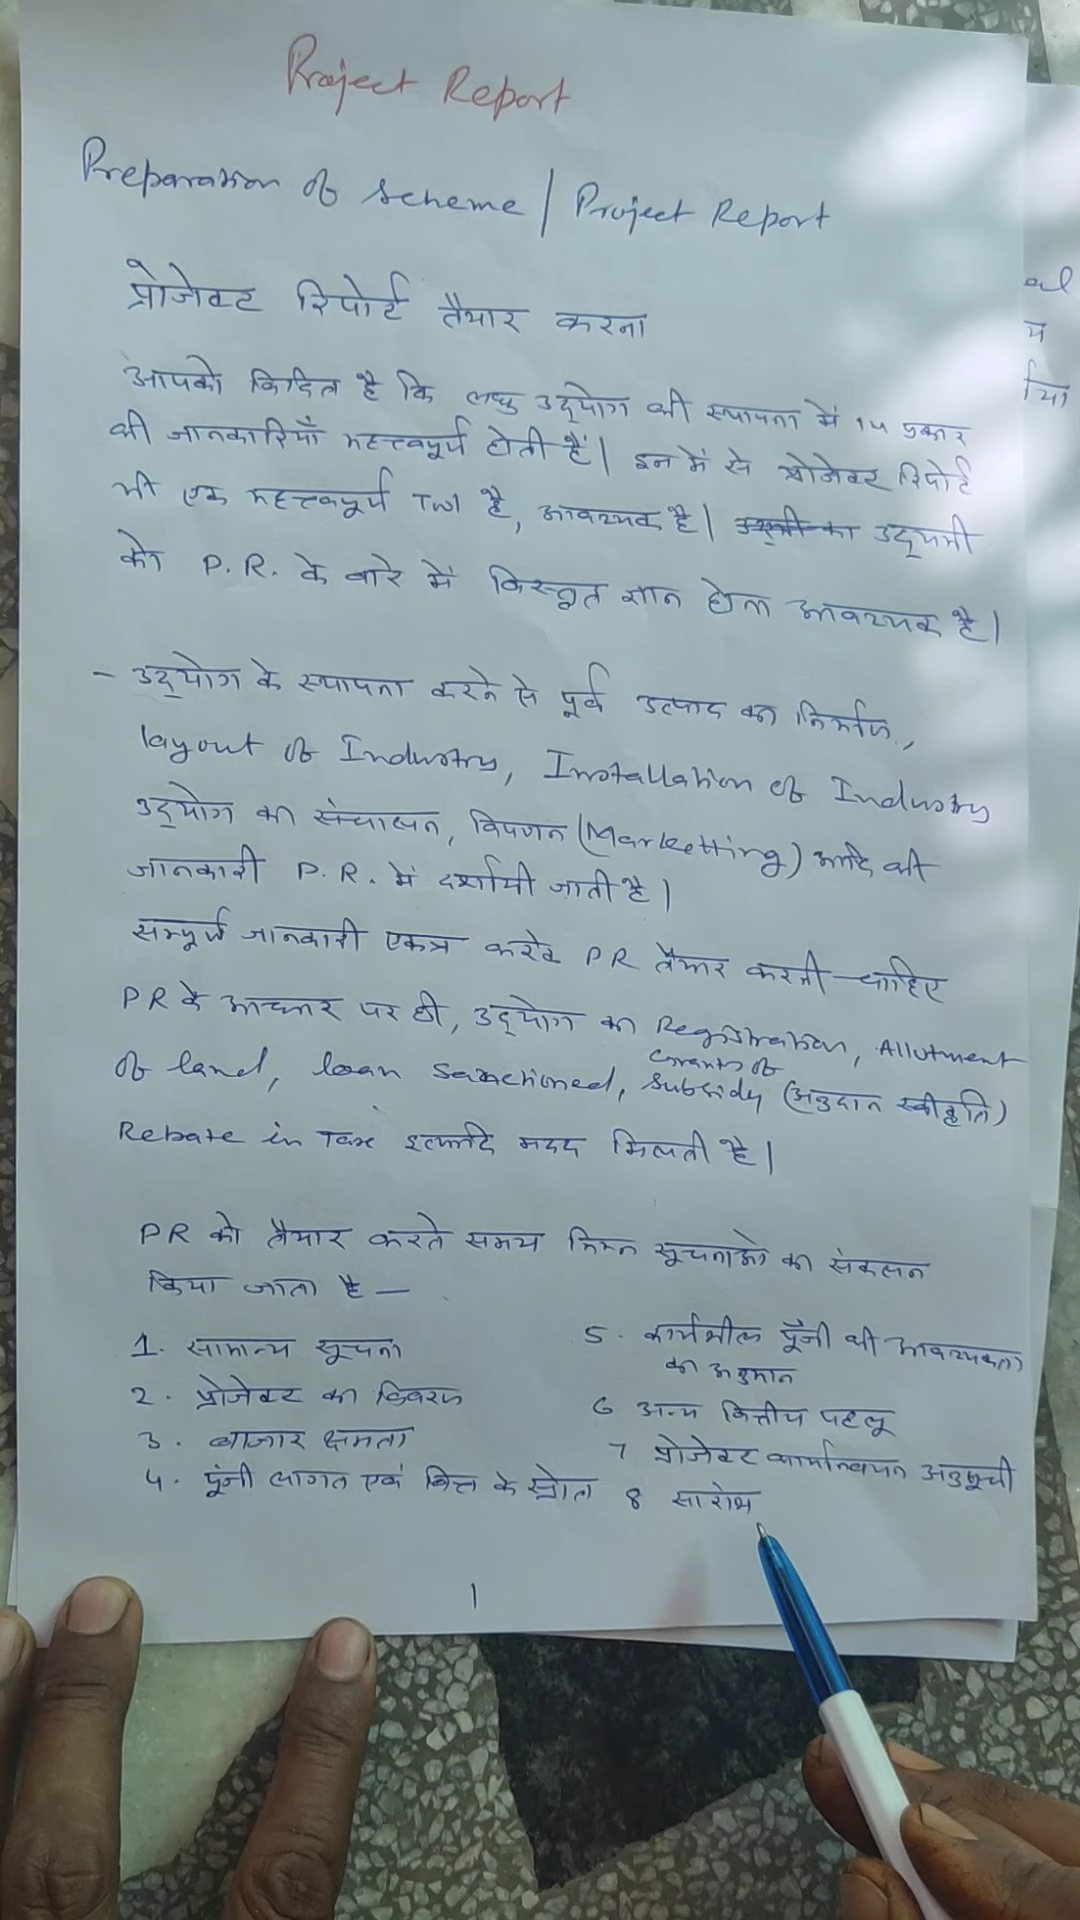 Project Report
Preparation of scheme / Project Report
प्रोजेक्ट रिपोर्ट तैयार करना
आपको विदित है कि लघु उद्योग की स्थापना में 14 प्रकार
की जानकारियाँ महत्त्वपूर्ण होती हैं। इन में से प्रोजेक्ट रिपोर्ट
भी एक महत्त्वपूर्ण है, आवश्यक है। उद्यमी
को P.R. के बारे में विस्तृत ज्ञान होना आवश्यक है।
- उद्योग के स्थापना करने से पूर्व उत्पाद का निर्माण,
layout of Industry, Installation of Industry
उद्योग का संचालन, विपणन (Marketting) आदि की
जानकारी P.R. में दर्शायी जाती है।
सम्पूर्ण जानकारी एकत्र करके PR तैयार करनी चाहिए
PR के आधार पर ही, उद्योग का Registration, Allotment
of land, loan sanctioned, Grants of subsidy (अनुदान स्वीकृति)
Rebate in Tax इत्यादि मदद मिलती है।
PR को तैयार करते समय निम्न सूचनाओ का संकलन
किया जाता है —
1. सामान्य सूचना
2. प्रोजेक्ट का विवरण
3. बाजार क्षमता
4. पूंजी लागत एवं वित्त के स्रोत
5. कार्यशील पूँजी की आवश्यकता
का अनुमान
6 अन्य वित्तीय पहलू
7 प्रोजेक्ट कार्यान्वयन अनुसूची
8 सारांश
1